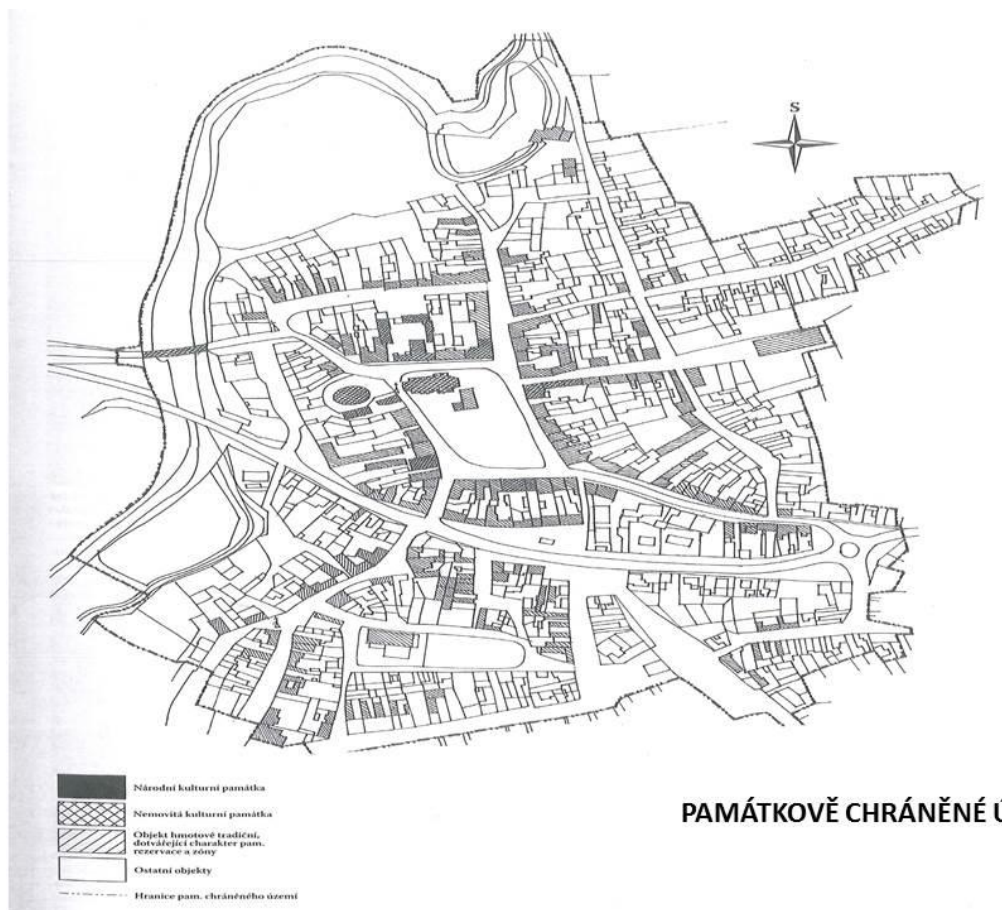 S
Národní kulturní památka
Nemovitá kulturní památka
Objekt hmotově tradiční,
dotvářející charakter pam.
rezervace a zóny
Ostatní objekty
Hranice pam. chráněného území
PAMÁTKOVĚ CHRÁNĚNÉ Ú